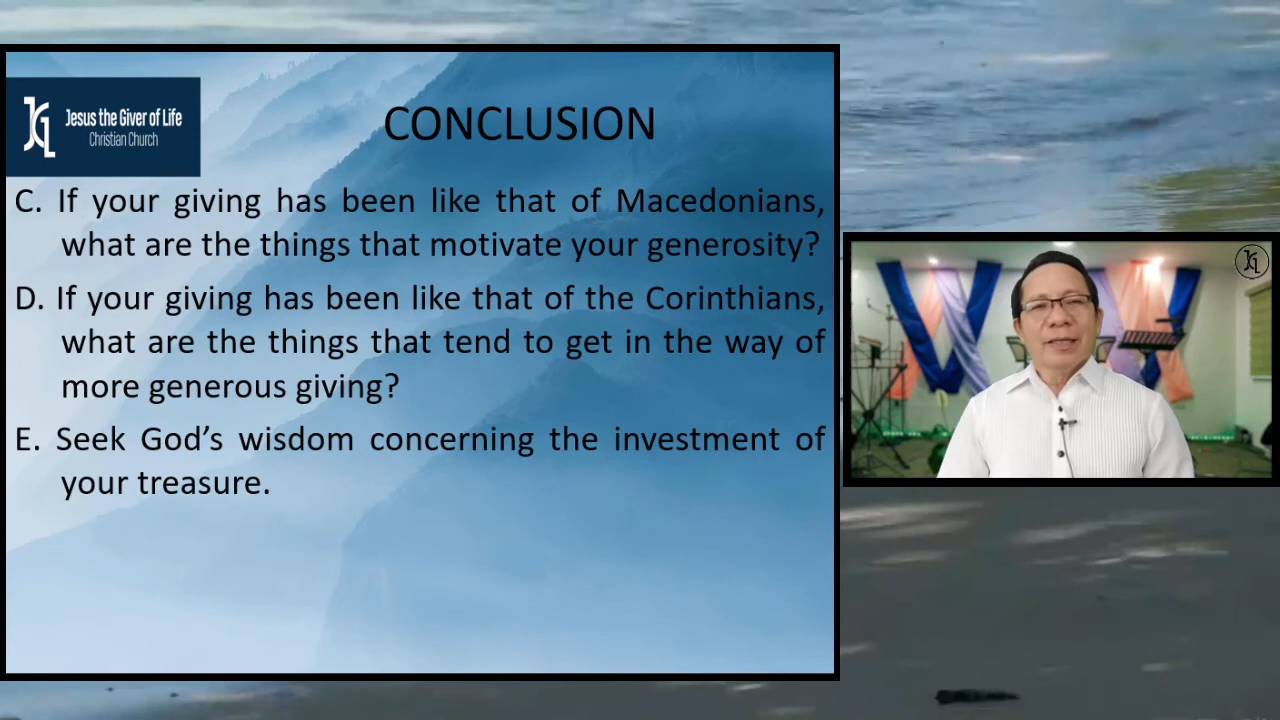 JGL
Jesus the Giver of Life
Christian Church
CONCLUSION
C. If your giving has been like that of Macedonians,
what are the things that motivate your generosity?
D. If your giving has been like that of the Corinthians,
what are the things that tend to get in the way of
more generous giving?
E. Seek God’s wisdom concerning the investment of
your treasure.
JGL